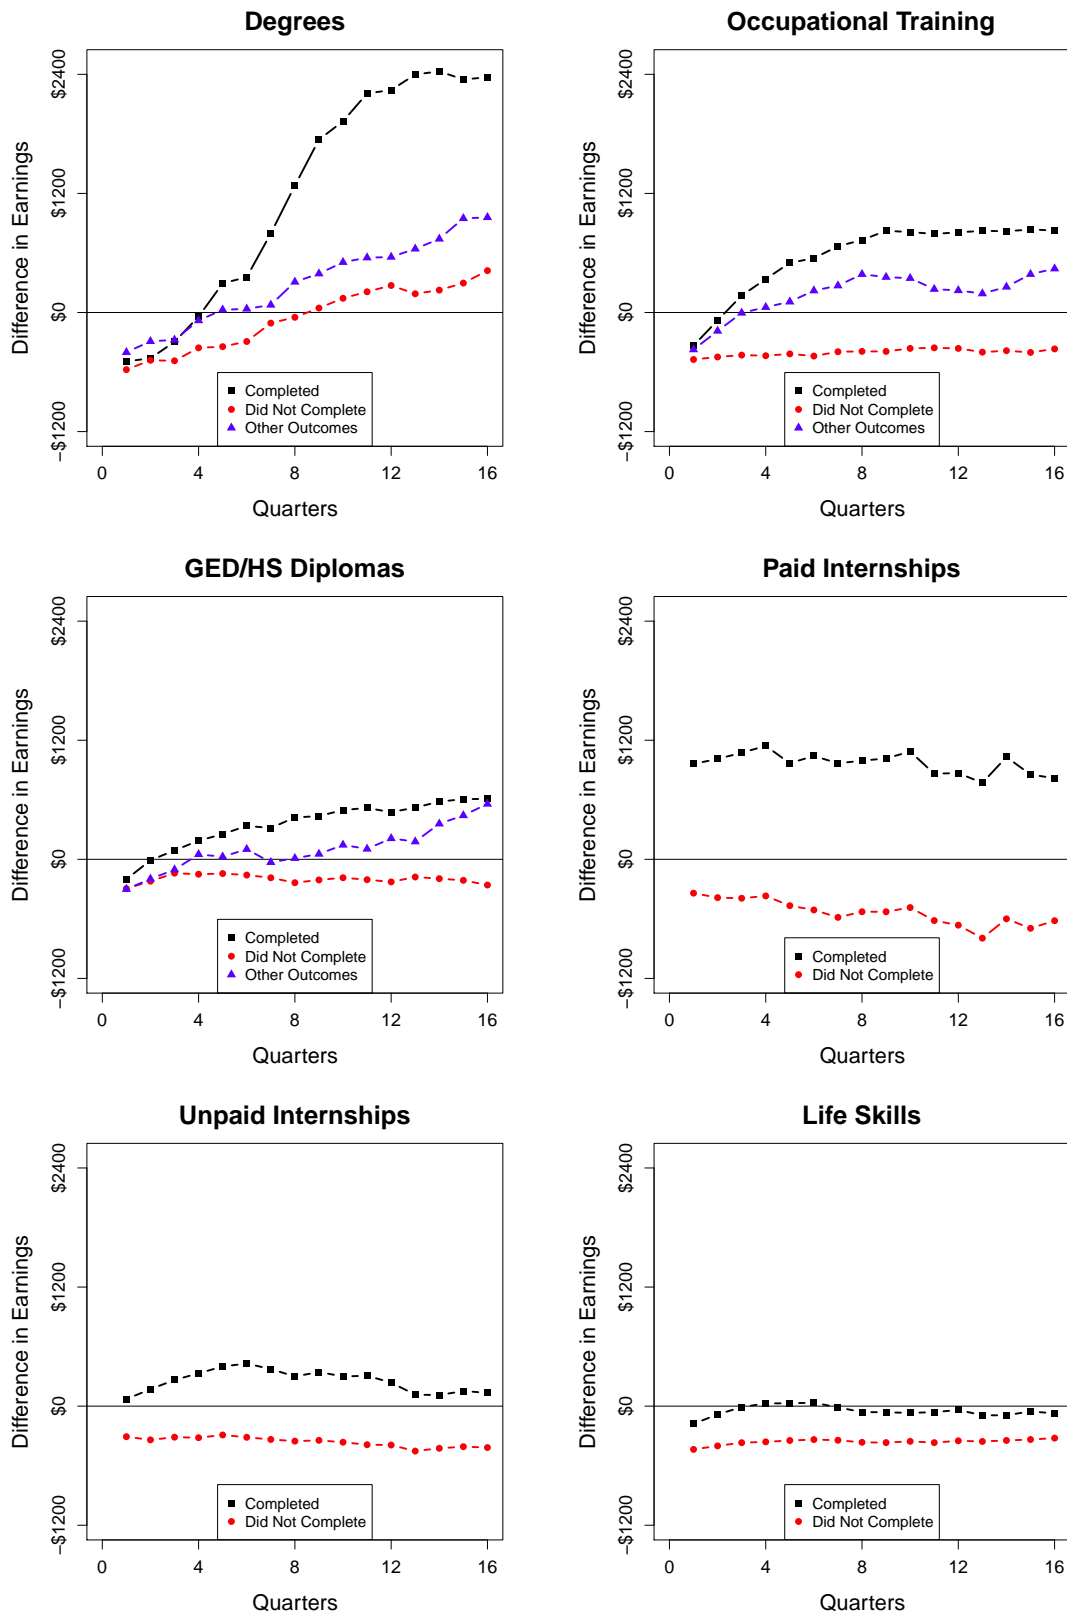 Degrees
Difference in Earnings
$2400
$1200
$0
−$1200
Completed
Did Not Complete
Other Outcomes
0 4 8 12 16
Quarters
Occupational Training
Difference in Earnings
$2400
$1200
$0
−$1200
Completed
Did Not Complete
Other Outcomes
0 4 8 12 16
Quarters
GED/HS Diplomas
Difference in Earnings
$2400
$1200
$0
−$1200
Completed
Did Not Complete
Other Outcomes
0 4 8 12 16
Quarters
Paid Internships
Difference in Earnings
$2400
$1200
$0
−$1200
Completed
Did Not Complete
0 4 8 12 16
Quarters
Unpaid Internships
Difference in Earnings
$2400
$1200
$0
−$1200
Completed
Did Not Complete
0 4 8 12 16
Quarters
Life Skills
Difference in Earnings
$2400
$1200
$0
−$1200
Completed
Did Not Complete
0 4 8 12 16
Quarters